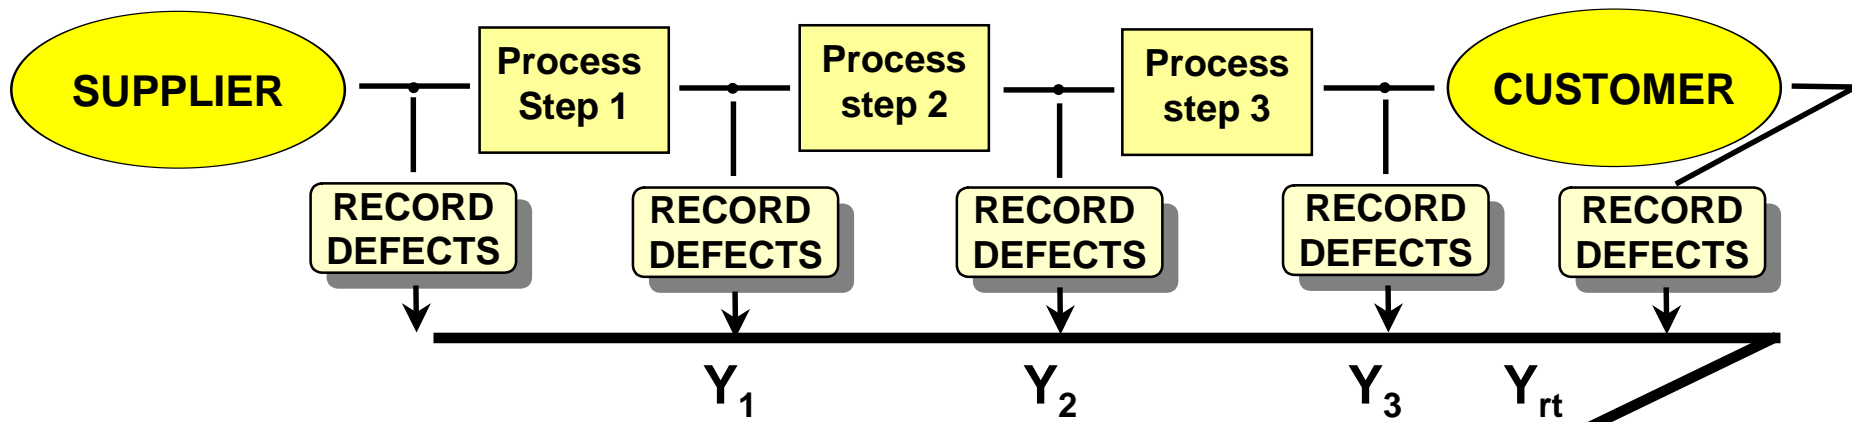 SUPPLIER
Process
Step 1
Process
step 2
Process
step 3
CUSTOMER
RECORD
DEFECTS
RECORD
DEFECTS
RECORD
DEFECTS
RECORD
DEFECTS
RECORD
DEFECTS
Y1
Y2
Y3
Yrt